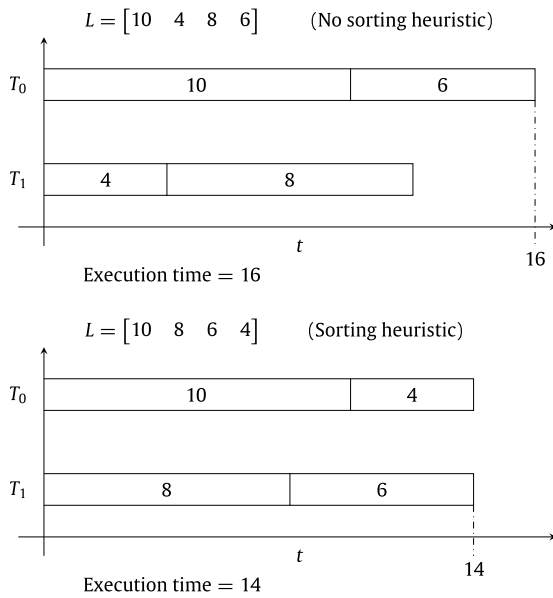 L = [10 4 8 6] (No sorting heuristic)
T₀ 10 6
T₁ 4 8
t
16
Execution time = 16
L = [10 8 6 4] (Sorting heuristic)
T₀ 10 4
T₁ 8 6
t
14
Execution time = 14